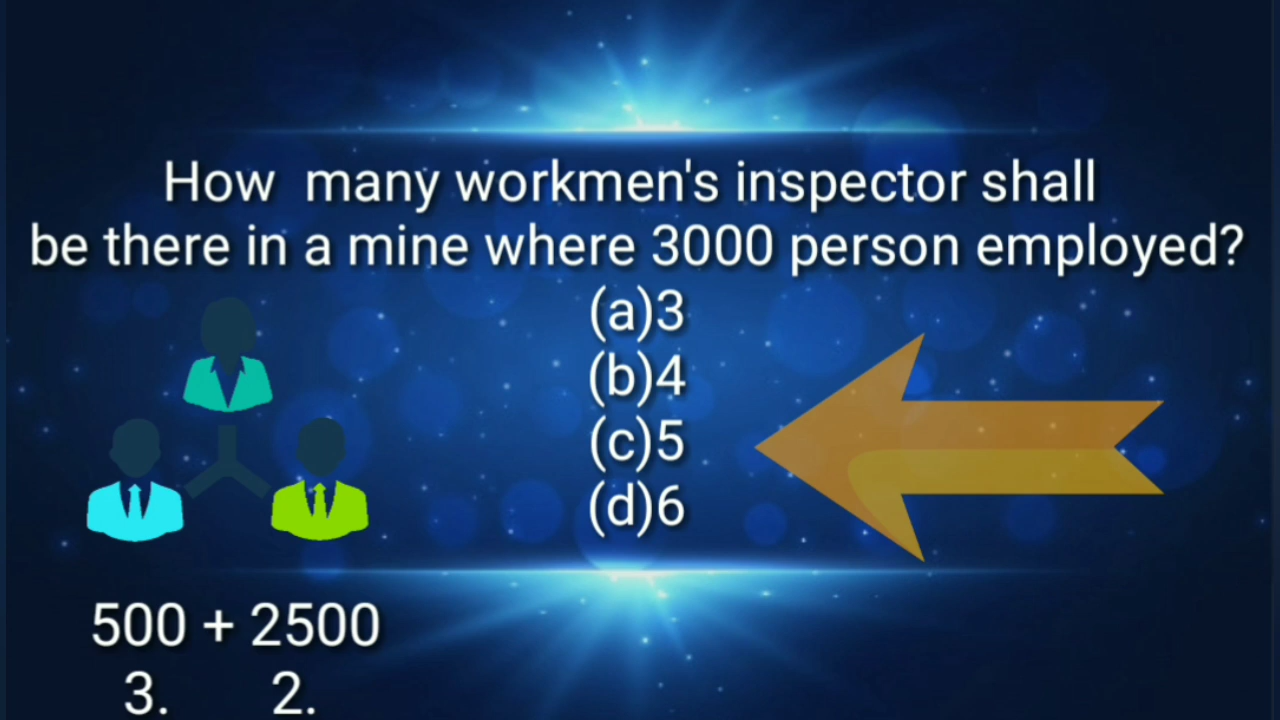 How many workmen's inspector shall
be there in a mine where 3000 person employed?
(a)3
(b)4
(c)5
(d)6
500 + 2500
3. 2.